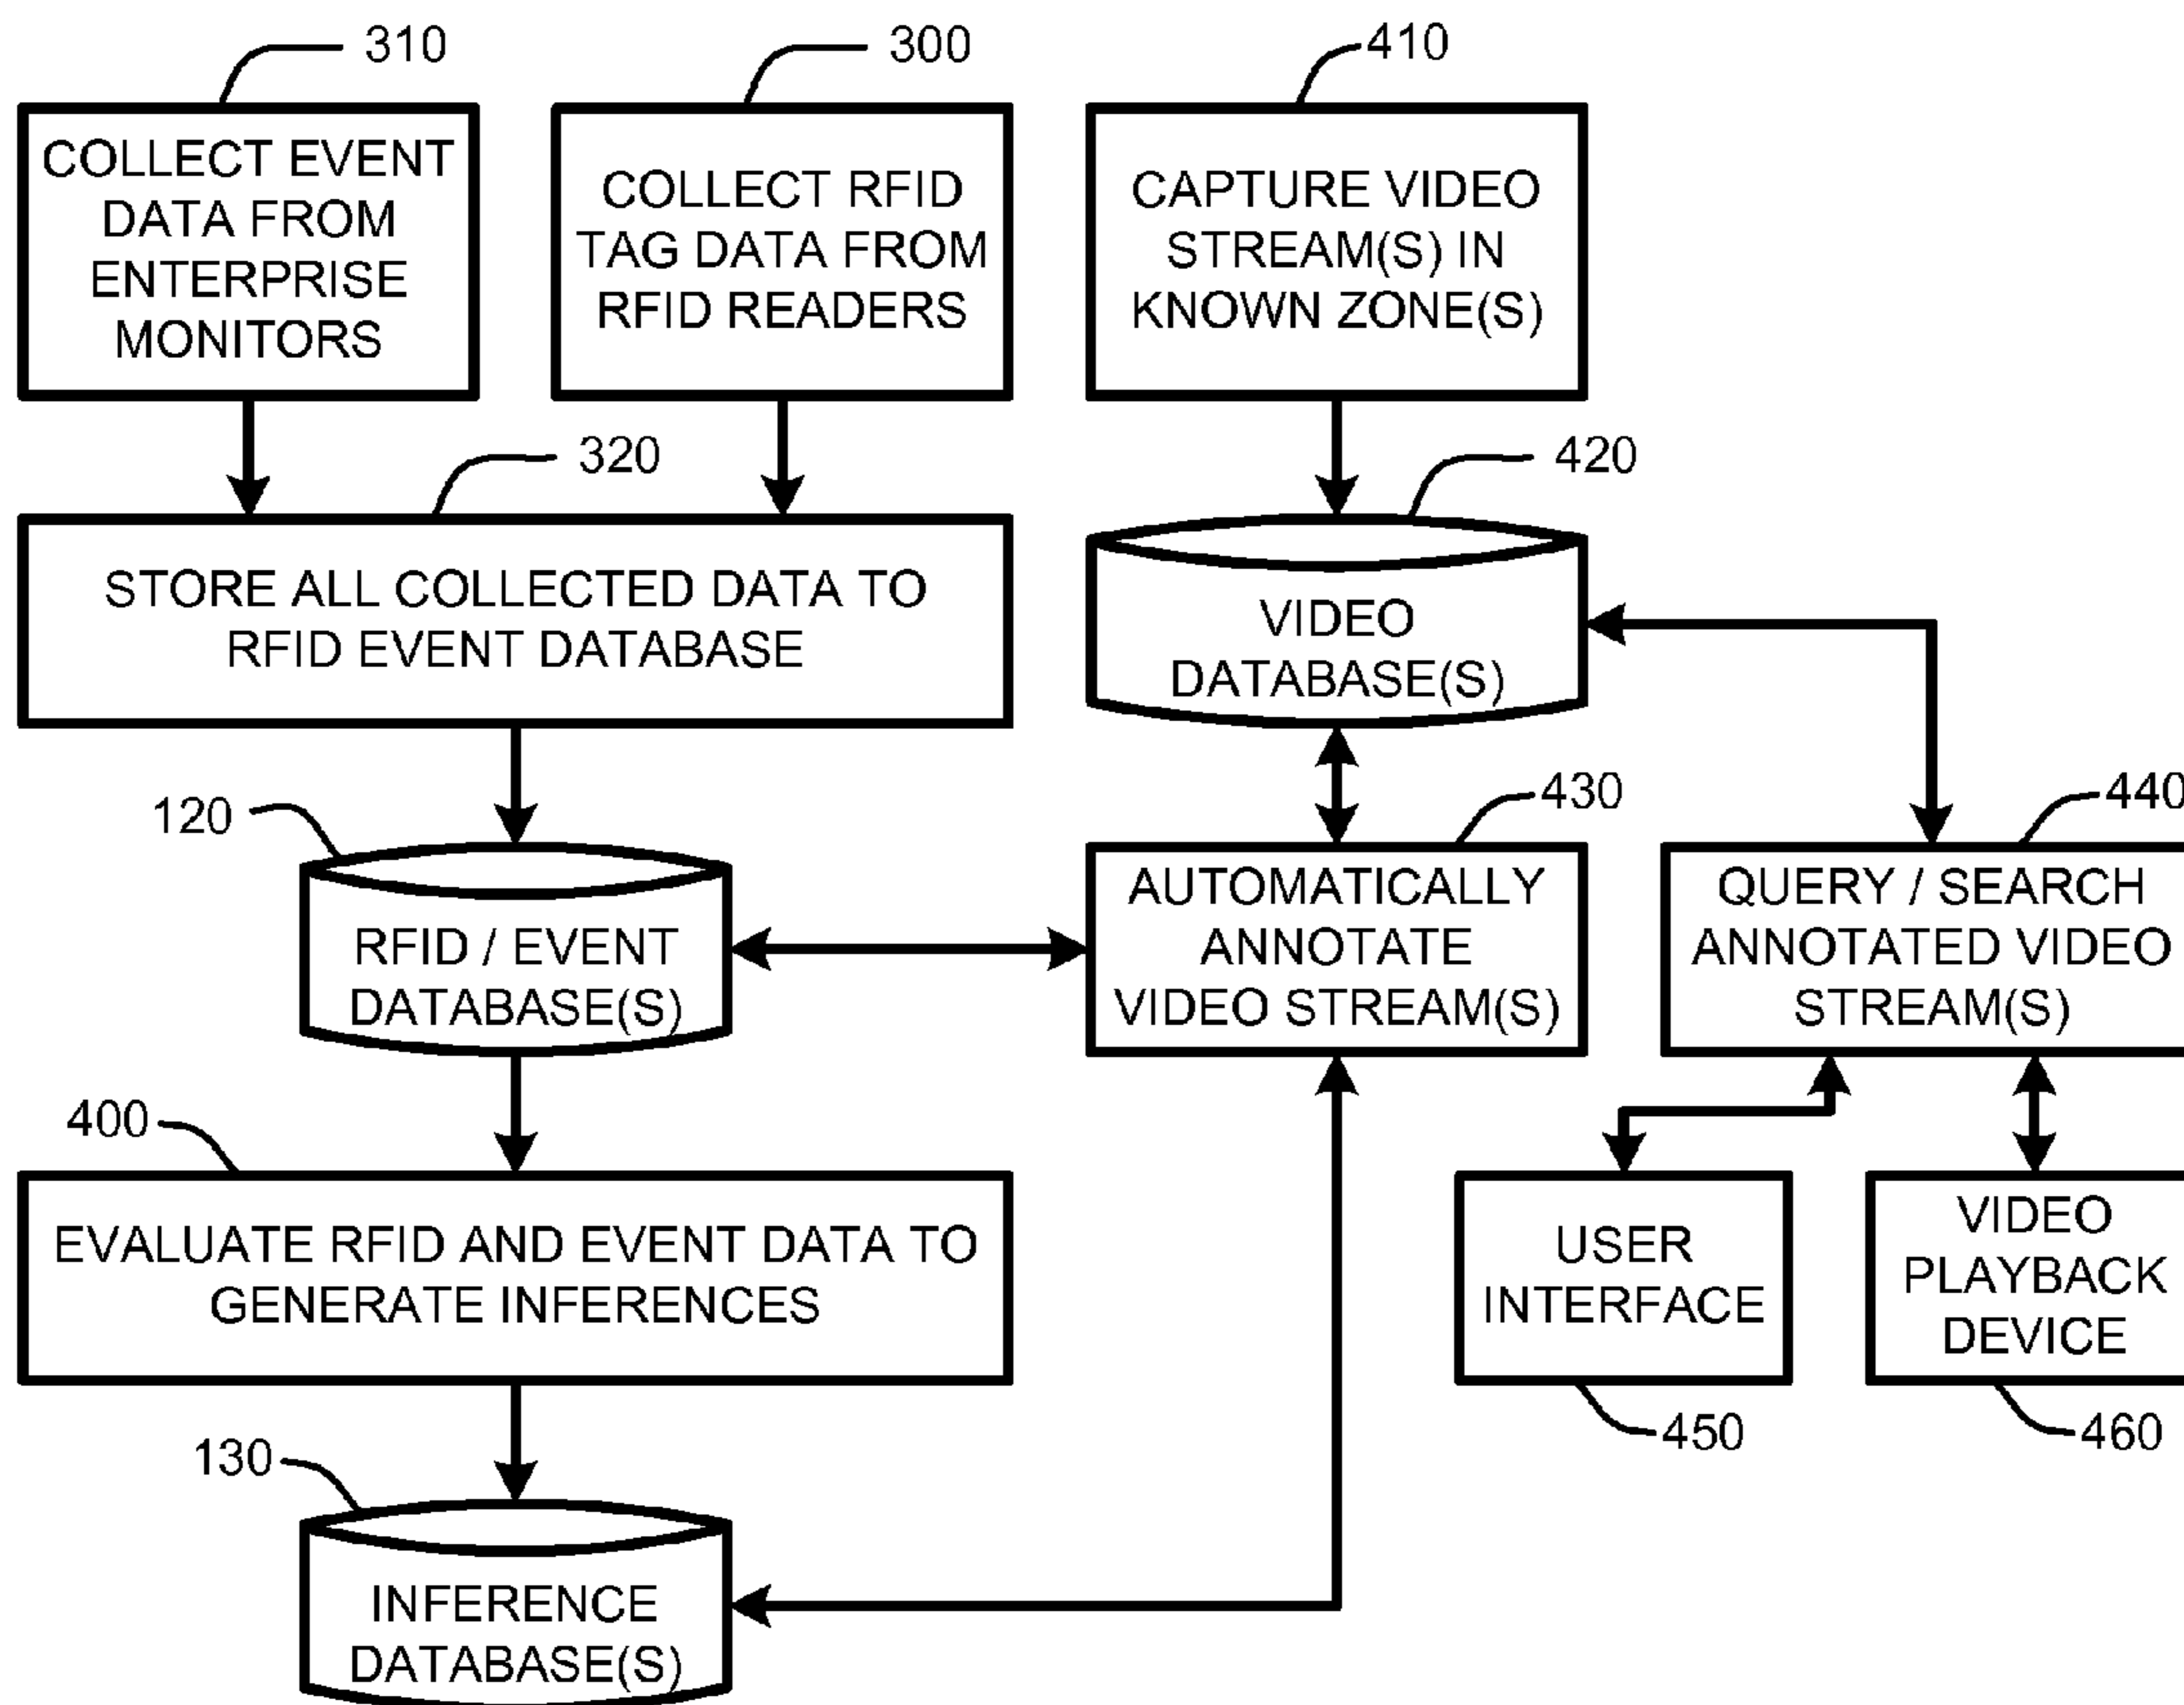 310
300
410
COLLECT EVENT
DATA FROM
ENTERPRISE
MONITORS
COLLECT RFID
TAG DATA FROM
RFID READERS
CAPTURE VIDEO
STREAM(S) IN
KNOWN ZONE(S)
320
420
STORE ALL COLLECTED DATA TO
RFID EVENT DATABASE
VIDEO
DATABASE(S)
120
430
440
RFID / EVENT
DATABASE(S)
AUTOMATICALLY
ANNOTATE
VIDEO STREAM(S)
QUERY / SEARCH
ANNOTATED VIDEO
STREAM(S)
400
EVALUATE RFID AND EVENT DATA TO
GENERATE INFERENCES
USER
INTERFACE
VIDEO
PLAYBACK
DEVICE
450
460
130
INFERENCE
DATABASE(S)